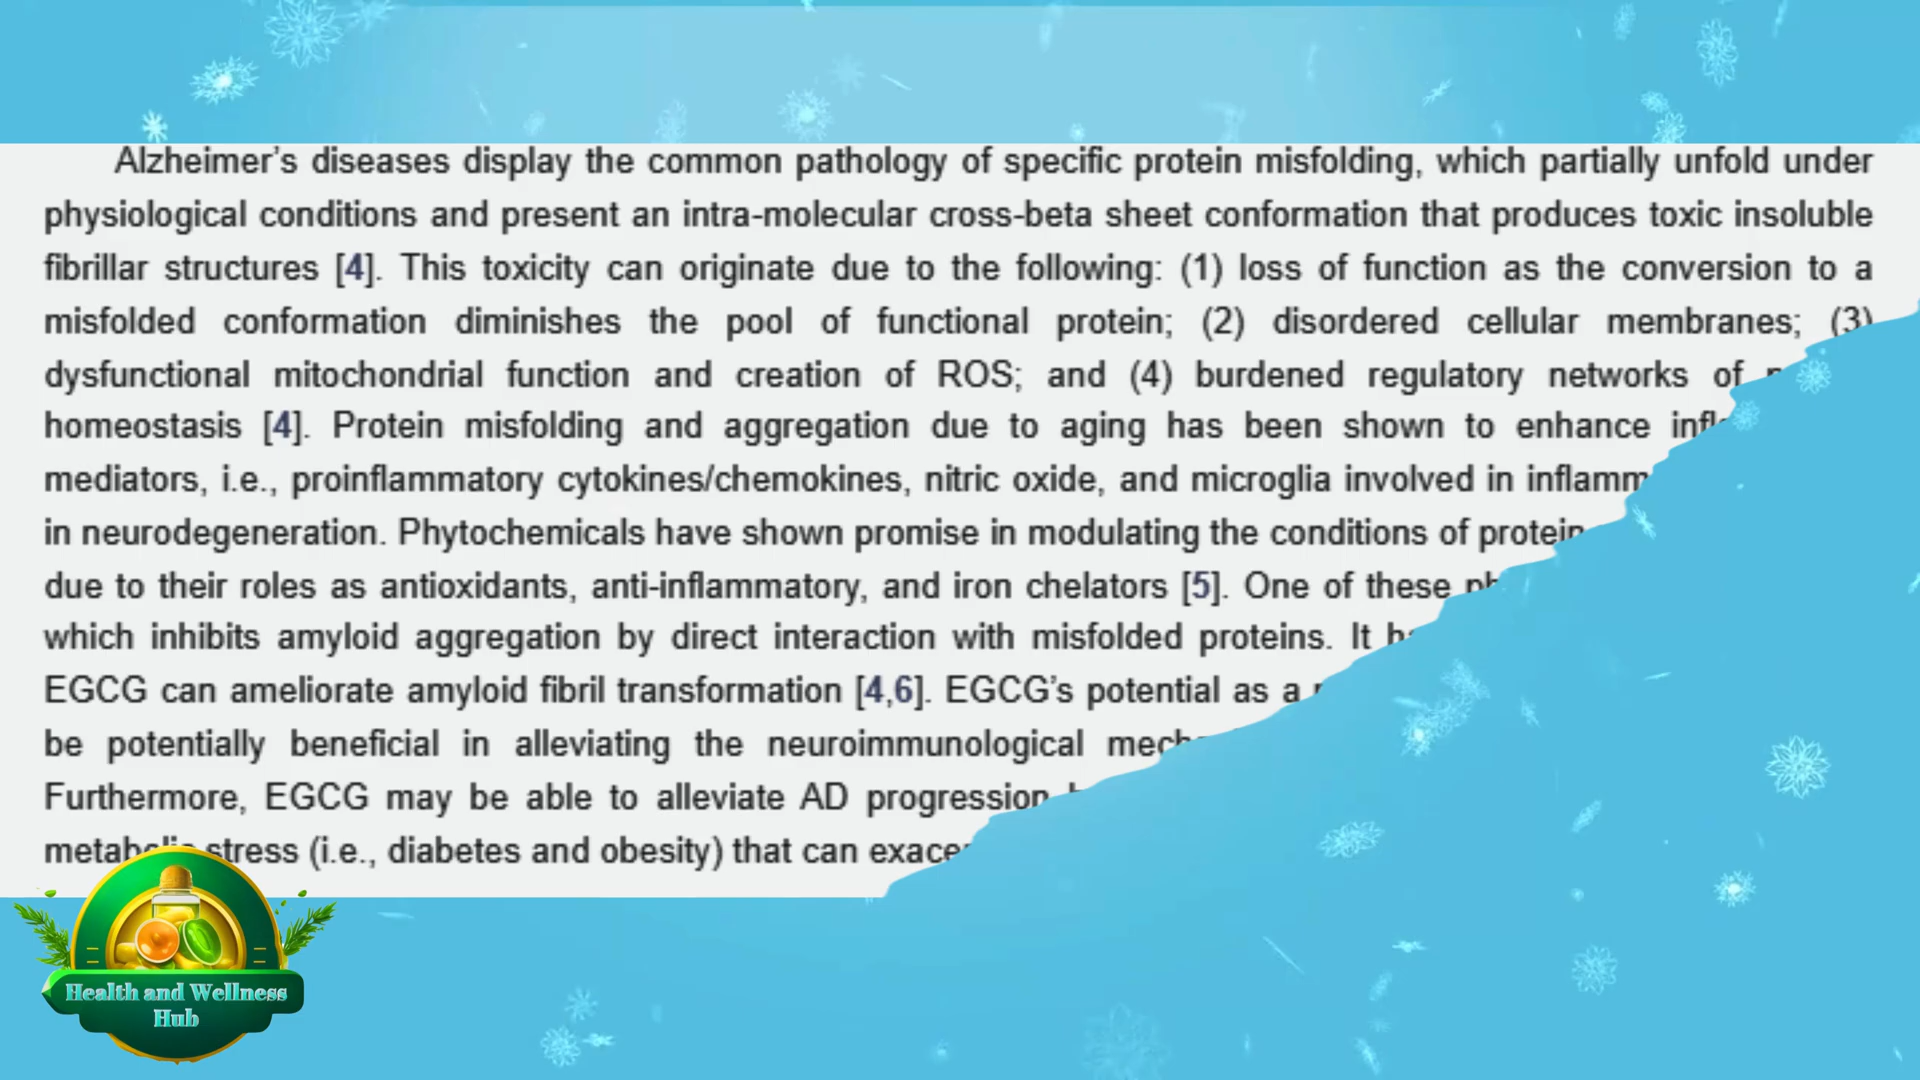 Alzheimer's diseases display the common pathology of specific protein misfolding, which partially unfold under
physiological conditions and present an intra-molecular cross-beta sheet conformation that produces toxic insoluble
fibrillar structures [4]. This toxicity can originate due to the following: (1) loss of function as the conversion to a
misfolded conformation diminishes the pool of functional protein; (2) disordered cellular membranes; (3)
dysfunctional mitochondrial function and creation of ROS; and (4) burdened regulatory networks of
homeostasis [4]. Protein misfolding and aggregation due to aging has been shown to enhance
mediators, i.e., proinflammatory cytokines/chemokines, nitric oxide, and microglia involved in
in neurodegeneration. Phytochemicals have shown promise in modulating the conditions of protein
due to their roles as antioxidants, anti-inflammatory, and iron chelators [5]. One of these
which inhibits amyloid aggregation by direct interaction with misfolded proteins. It
EGCG can ameliorate amyloid fibril transformation [4,6]. EGCG's potential as a
be potentially beneficial in alleviating the neuroimmunological
Furthermore, EGCG may be able to alleviate AD progression
metabolic stress (i.e., diabetes and obesity) that can
Health and Wellness
Hub